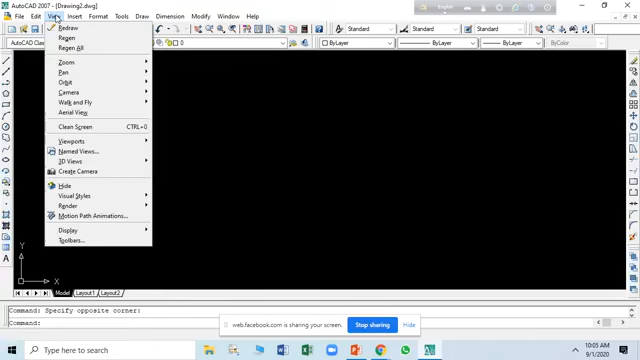 AutoCAD 2007 - [Drawing2.dwg]
File Edit View Insert Format Tools Draw Dimension Modify Window Help
English
Standard Standard Standard
AutoCAD Clas 0 ByLayer ByLayer ByLayer ByColor
Redraw
Regen
Regen All
Zoom
Pan
Orbit
Camera
Walk and Fly
Aerial View
Clean Screen CTRL+0
Viewports
Named Views...
3D Views
Create Camera
Hide
Visual Styles
Render
Motion Path Animations...
Display
Toolbars...
Y
X
Model Layout1 Layout2
Command: Specify opposite corner:
Command:
web.facebook.com is sharing your screen. Stop sharing Hide
Type here to search
10:05 AM
9/1/2020